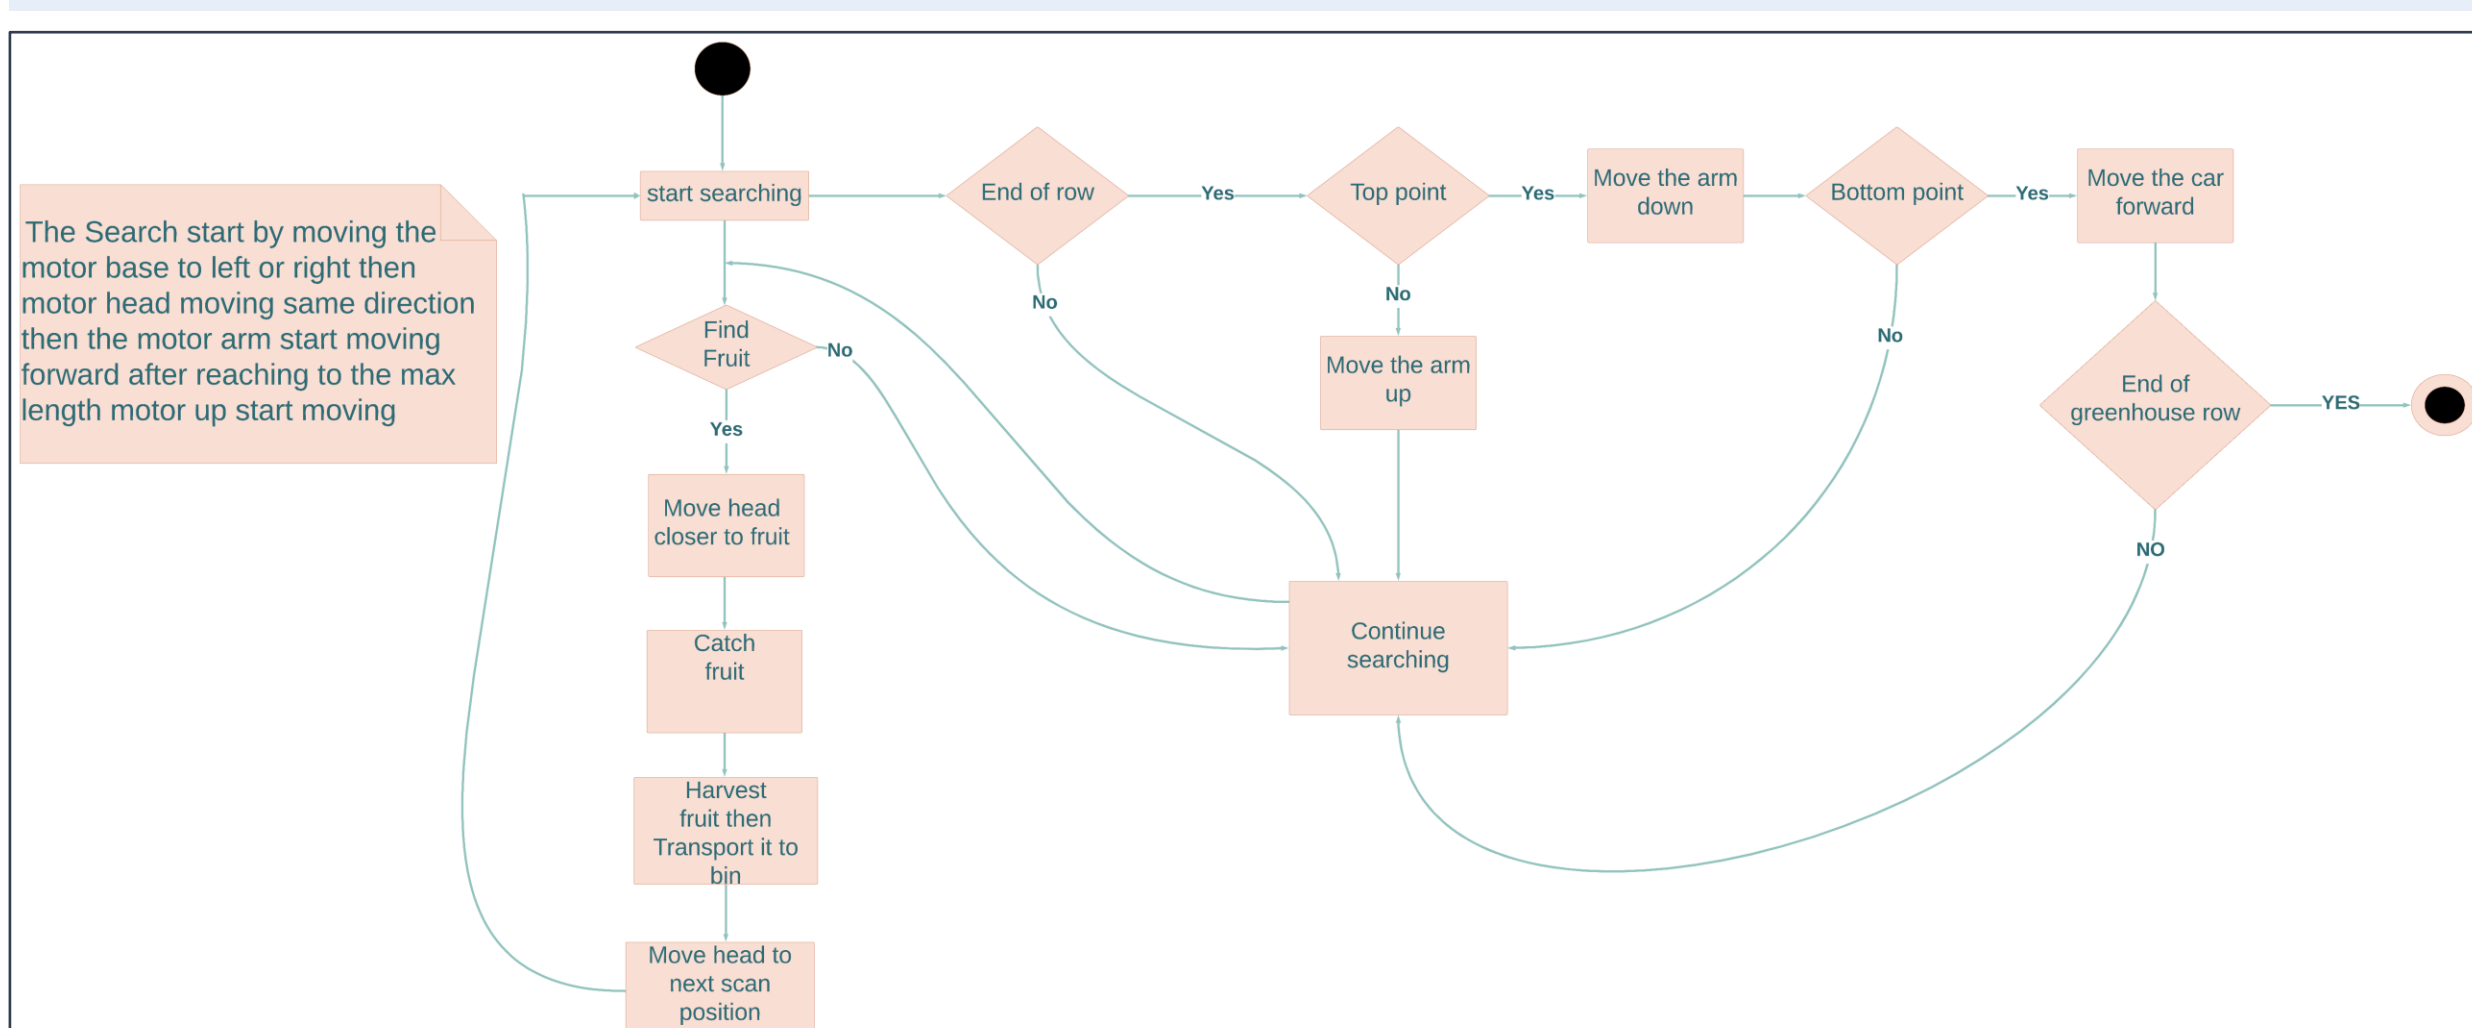 The Search start by moving the
motor base to left or right then
motor head moving same direction
then the motor arm start moving
forward after reaching to the max
length motor up start moving
start searching
End of row
Yes
Top point
Yes
Move the arm
down
Bottom point
Yes
Move the car
forward
No
No
No
Find
Fruit
No
Move the arm
up
End of
greenhouse row
YES
Yes
Move head
closer to fruit
NO
Continue
searching
Catch
fruit
Harvest
fruit then
Transport it to
bin
Move head to
next scan
position